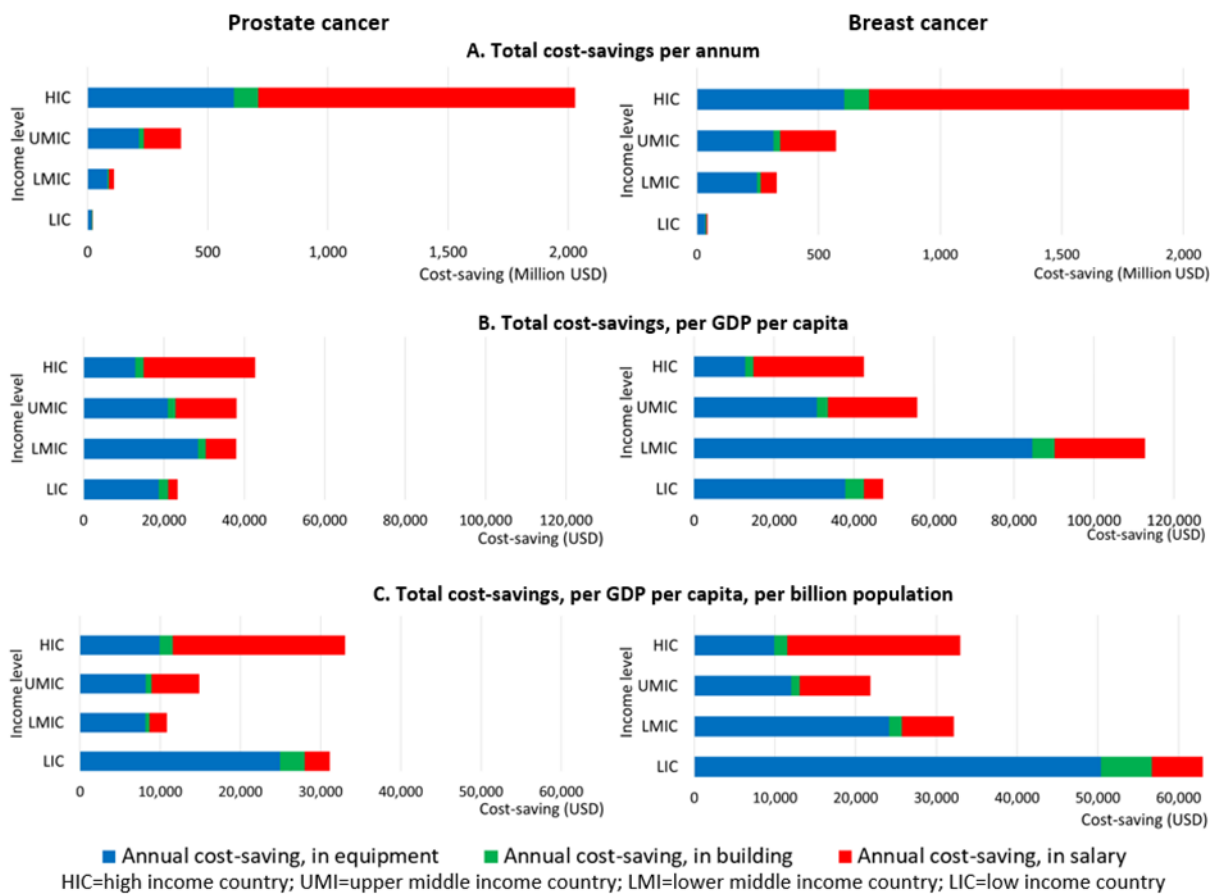 Prostate cancer Breast cancer
A. Total cost-savings per annum
Income level
HIC
UMIC
LMIC
LIC
0 500 1,000 1,500 2,000
Cost-saving (Million USD)
Income level
HIC
UMIC
LMIC
LIC
0 500 1,000 1,500 2,000
Cost-saving (Million USD)
B. Total cost-savings, per GDP per capita
Income level
HIC
UMIC
LMIC
LIC
0 20,000 40,000 60,000 80,000 100,000 120,000
Cost-saving (USD)
Income level
HIC
UMIC
LMIC
LIC
0 20,000 40,000 60,000 80,000 100,000 120,000
Cost-saving (USD)
C. Total cost-savings, per GDP per capita, per billion population
Income level
HIC
UMIC
LMIC
LIC
0 10,000 20,000 30,000 40,000 50,000 60,000
Cost-saving (USD)
Income level
HIC
UMIC
LMIC
LIC
0 10,000 20,000 30,000 40,000 50,000 60,000
Cost-saving (USD)
Annual cost-saving, in equipment Annual cost-saving, in building Annual cost-saving, in salary
HIC=high income country; UMI=upper middle income country; LMI=lower middle income country; LIC=low income country